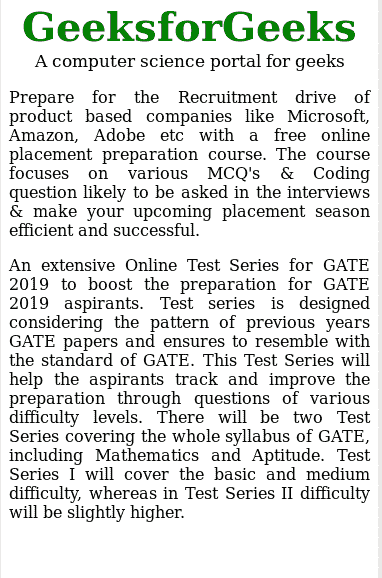 GeeksforGeeks
A computer science portal for geeks
Prepare for the Recruitment drive of
product based companies like Microsoft,
Amazon, Adobe etc with a free online
placement preparation course. The course
focuses on various MCQ's & Coding
question likely to be asked in the interviews
& make your upcoming placement season
efficient and successful.
An extensive Online Test Series for GATE
2019 to boost the preparation for GATE
2019 aspirants. Test series is designed
considering the pattern of previous years
GATE papers and ensures to resemble with
the standard of GATE. This Test Series will
help the aspirants track and improve the
preparation through questions of various
difficulty levels. There will be two Test
Series covering the whole syllabus of GATE,
including Mathematics and Aptitude. Test
Series I will cover the basic and medium
difficulty, whereas in Test Series II difficulty
will be slightly higher.